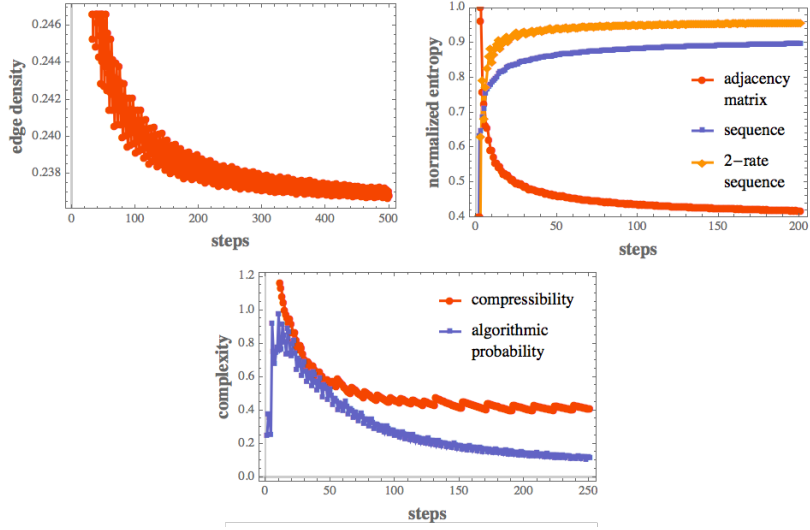 0.246
0.244
0.242
0.240
0.238
0
100
200
300
400
500
edge density
steps
1.0
0.9
0.8
0.7
0.6
0.5
0.4
0
50
100
150
200
normalized entropy
adjacency
matrix
sequence
2−rate
sequence
steps
1.2
1.0
0.8
0.6
0.4
0.2
0.0
0
50
100
150
200
250
complexity
compressibility
algorithmic
probability
steps